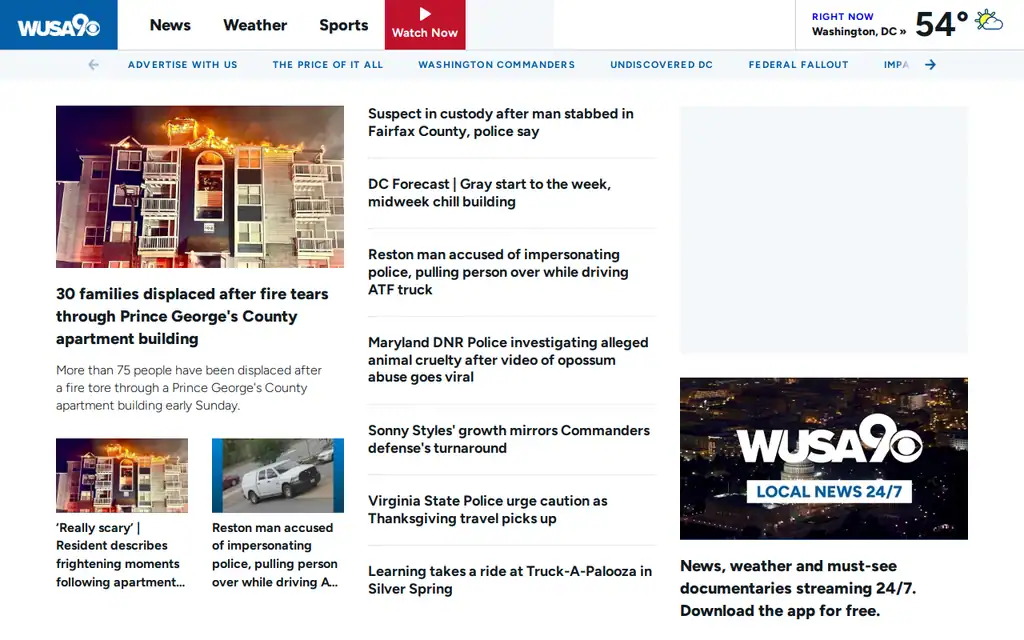 WUSA9
News
Weather
Sports
Watch Now
RIGHT NOW
Washington, DC »
54°
ADVERTISE WITH US
THE PRICE OF IT ALL
WASHINGTON COMMANDERS
UNDISCOVERED DC
FEDERAL FALLOUT
IMPA
30 families displaced after fire tears
through Prince George's County
apartment building
More than 75 people have been displaced after
a fire tore through a Prince George's County
apartment building early Sunday.
‘Really scary’ |
Resident describes
frightening moments
following apartment...
Reston man accused
of impersonating
police, pulling person
over while driving A...
Suspect in custody after man stabbed in
Fairfax County, police say
DC Forecast | Gray start to the week,
midweek chill building
Reston man accused of impersonating
police, pulling person over while driving
ATF truck
Maryland DNR Police investigating alleged
animal cruelty after video of opossum
abuse goes viral
Sonny Styles' growth mirrors Commanders
defense's turnaround
Virginia State Police urge caution as
Thanksgiving travel picks up
Learning takes a ride at Truck-A-Palooza in
Silver Spring
WUSA9
LOCAL NEWS 24/7
News, weather and must-see
documentaries streaming 24/7.
Download the app for free.